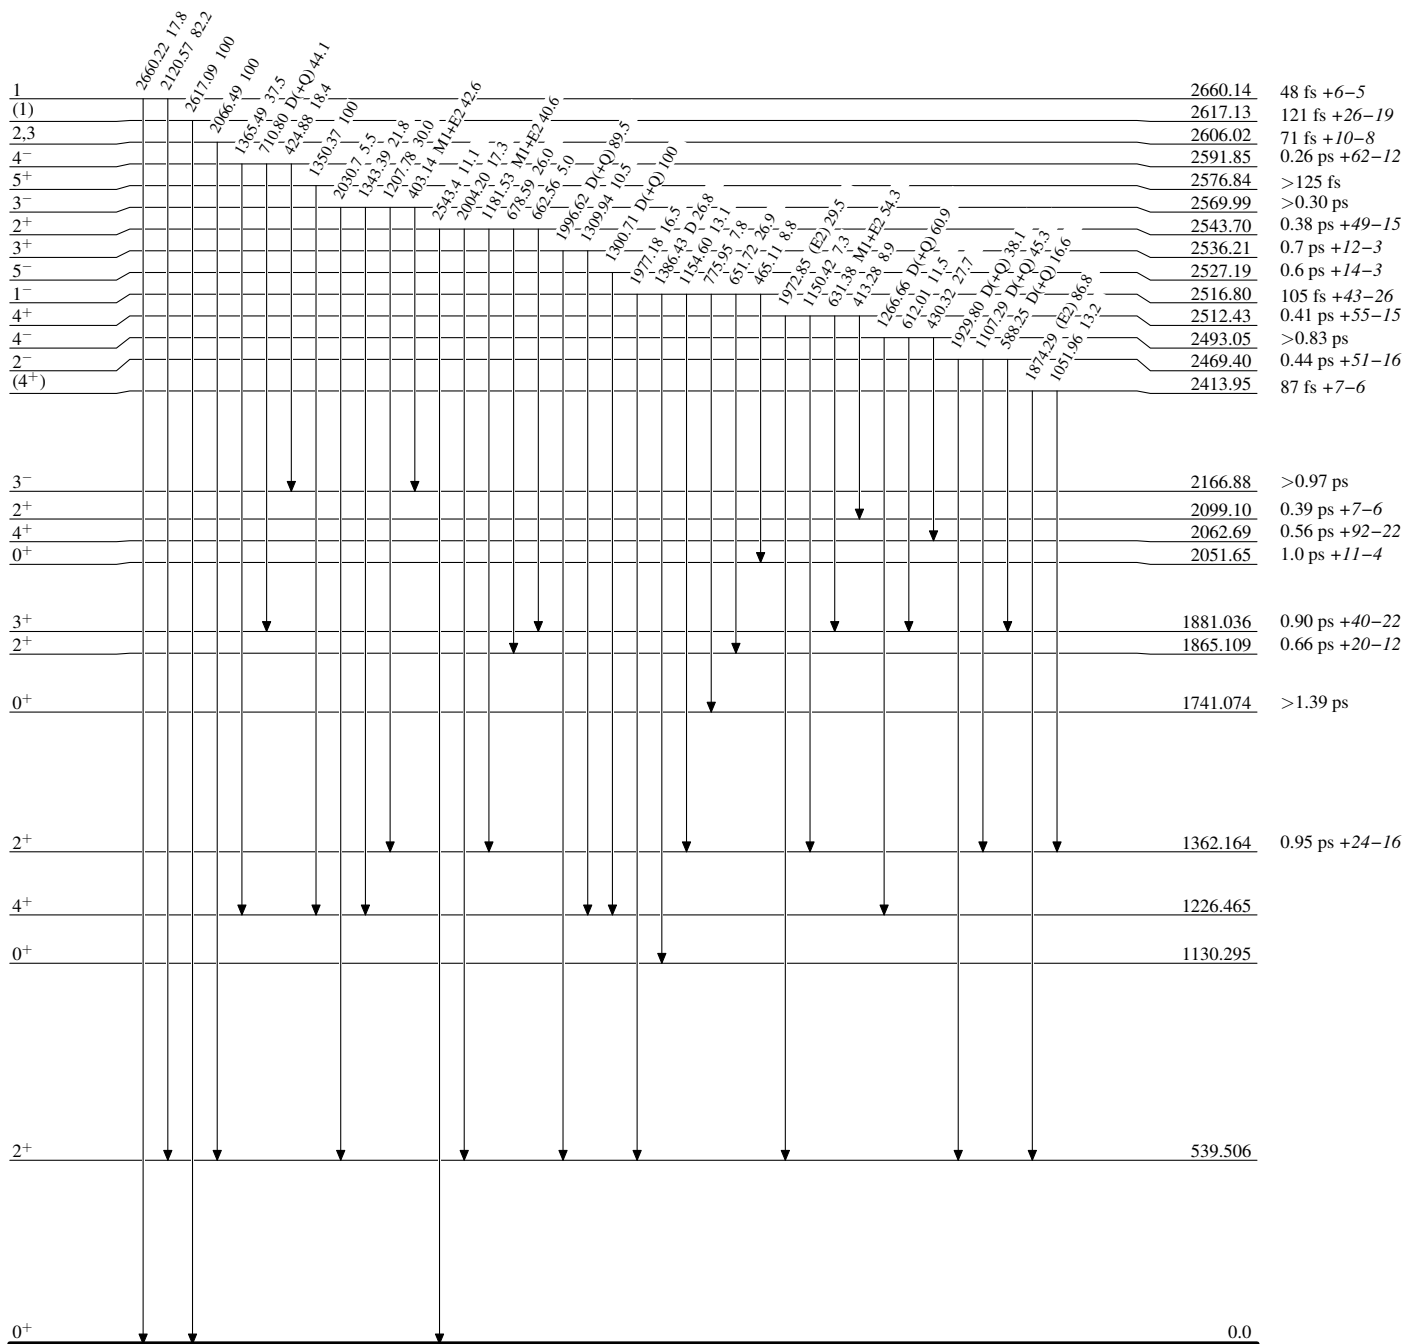 2660.22 17.8
2120.57 82.2
2617.09 100
2066.49 100
1365.49 37.5
710.80 D(+Q) 44.1
424.88 18.4
1350.37 100
2030.7 5.5
1343.39 21.8
1207.78 30.0
403.14 M1+E2 42.6
2543.4 11.1
2004.20 17.3
1181.53 M1+E2 40.6
678.59 26.0
662.56 5.0
1996.62 D(+Q) 89.5
1309.94 10.5
1300.71 D(+Q) 100
1977.18 16.5
1386.43 D 26.8
1154.60 13.1
775.95 7.8
651.72 26.9
465.11 8.8
1972.85 (E2) 29.5
1150.42 7.3
631.38 M1+E2 54.3
413.28 8.9
1266.66 D(+Q) 60.9
612.01 11.5
430.32 27.7
1929.80 D(+Q) 38.1
1107.29 D(+Q) 45.3
588.25 D(+Q) 16.6
1874.29 (E2) 86.8
1051.96 13.2
1 2660.14 48 fs +6−5
(1) 2617.13 121 fs +26−19
2,3 2606.02 71 fs +10−8
4⁻ 2591.85 0.26 ps +62−12
5⁺ 2576.84 >125 fs
3⁻ 2569.99 >0.30 ps
2⁺ 2543.70 0.38 ps +49−15
3⁺ 2536.21 0.7 ps +12−3
5⁻ 2527.19 0.6 ps +14−3
1⁻ 2516.80 105 fs +43−26
4⁺ 2512.43 0.41 ps +55−15
4⁻ 2493.05 >0.83 ps
2⁻ 2469.40 0.44 ps +51−16
(4⁺) 2413.95 87 fs +7−6
3⁻ 2166.88 >0.97 ps
2⁺ 2099.10 0.39 ps +7−6
4⁺ 2062.69 0.56 ps +92−22
0⁺ 2051.65 1.0 ps +11−4
3⁺ 1881.036 0.90 ps +40−22
2⁺ 1865.109 0.66 ps +20−12
0⁺ 1741.074 >1.39 ps
2⁺ 1362.164 0.95 ps +24−16
4⁺ 1226.465
0⁺ 1130.295
2⁺ 539.506
0⁺ 0.0